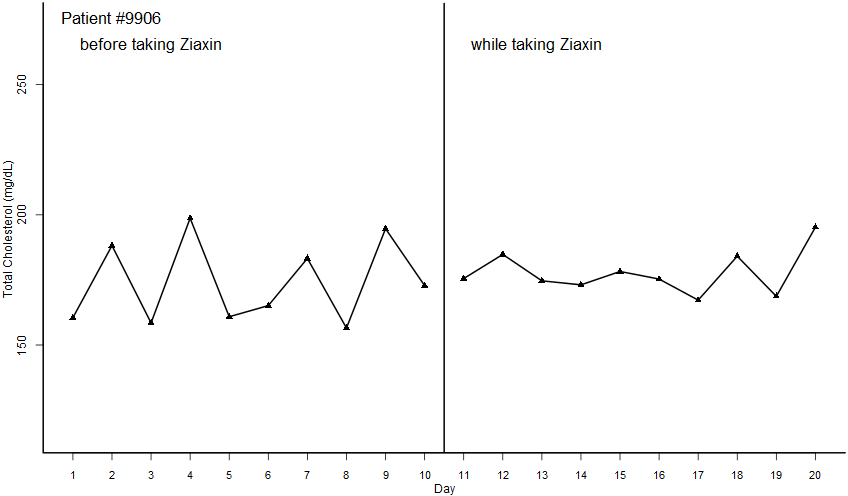 Patient #9906
before taking Ziaxin
while taking Ziaxin
Total Cholesterol (mg/dL)
250
200
150
1 2 3 4 5 6 7 8 9 10 11 12 13 14 15 16 17 18 19 20
Day